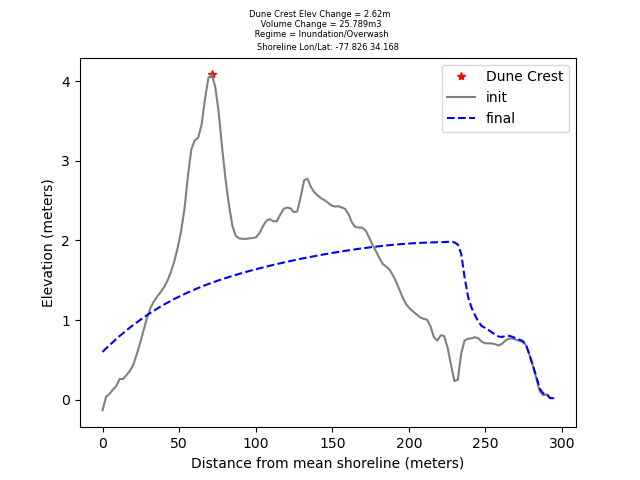 Dune Crest Elev Change = 2.62m
Volume Change = 25.789m3
Regime = Inundation/Overwash
Shoreline Lon/Lat: -77.826 34.168
Dune Crest
init
final
Elevation (meters)
4
3
2
1
0
0 50 100 150 200 250 300
Distance from mean shoreline (meters)